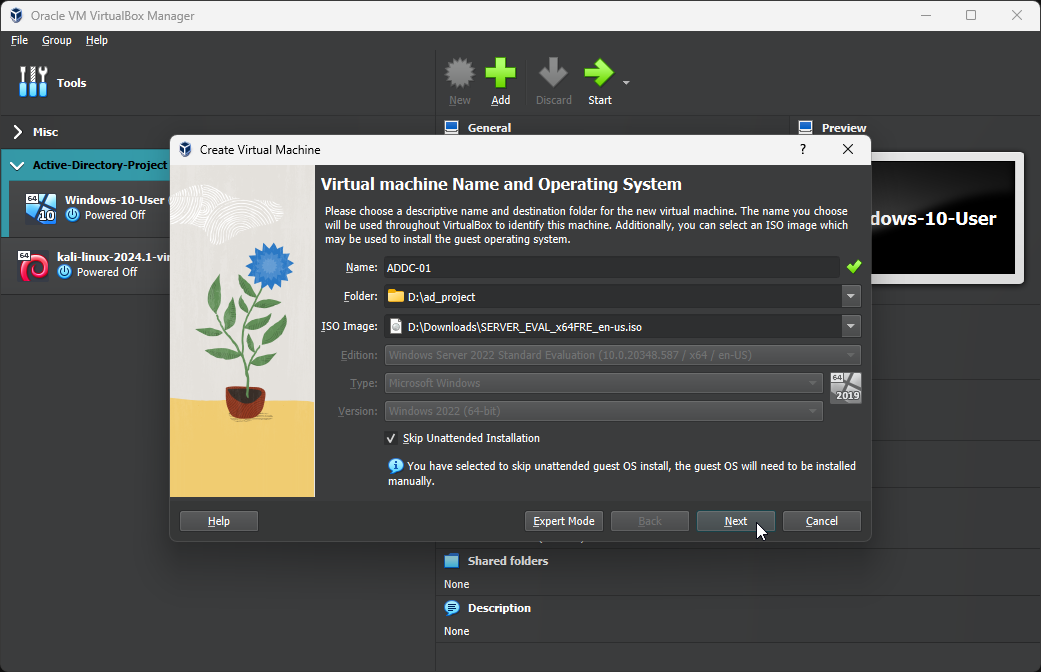 Oracle VM VirtualBox Manager
File Group Help
Tools
New Add Discard Start
Misc
General
Preview
Active-Directory-Project
64
10
Windows-10-User
Powered Off
64
kali-linux-2024.1-vi
Powered Off
dows-10-User
Create Virtual Machine
?
Virtual machine Name and Operating System
Please choose a descriptive name and destination folder for the new virtual machine. The name you choose
will be used throughout VirtualBox to identify this machine. Additionally, you can select an ISO image which
may be used to install the guest operating system.
Name: ADDC-01
Folder: D:\ad_project
ISO Image: D:\Downloads\SERVER_EVAL_x64FRE_en-us.iso
Edition: Windows Server 2022 Standard Evaluation (10.0.20348.587 / x64 / en-US)
Type: Microsoft Windows
64
2019
Version: Windows 2022 (64-bit)
Skip Unattended Installation
You have selected to skip unattended guest OS install, the guest OS will need to be installed
manually.
Help Expert Mode Back Next Cancel
Shared folders
None
Description
None